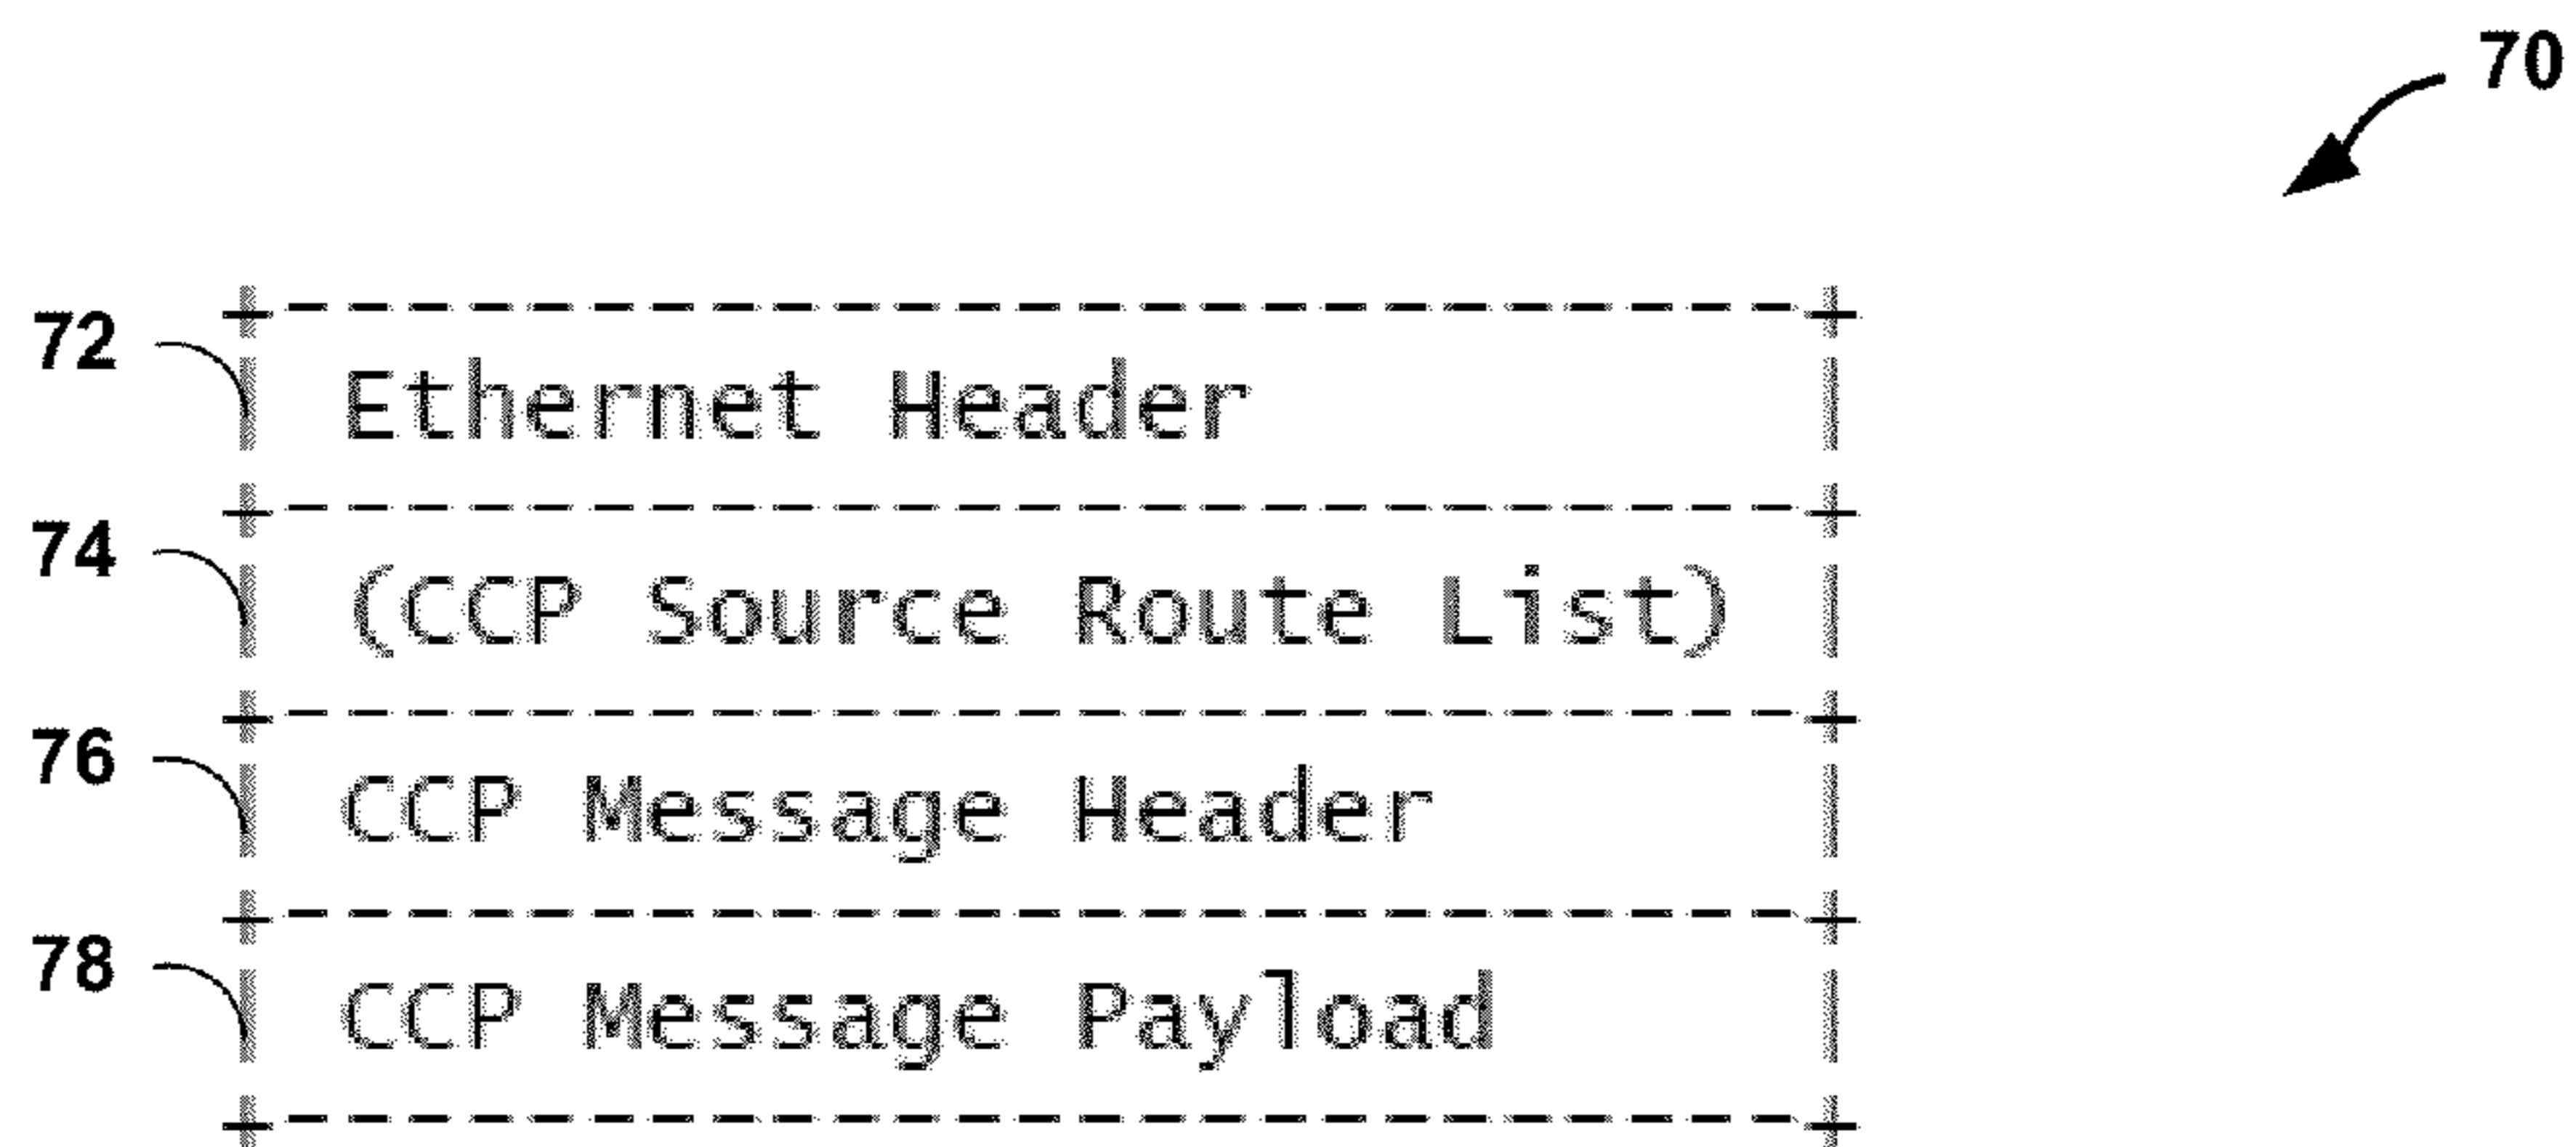 70
72 Ethernet Header
74 (CCP Source Route List)
76 CCP Message Header
78 CCP Message Payload